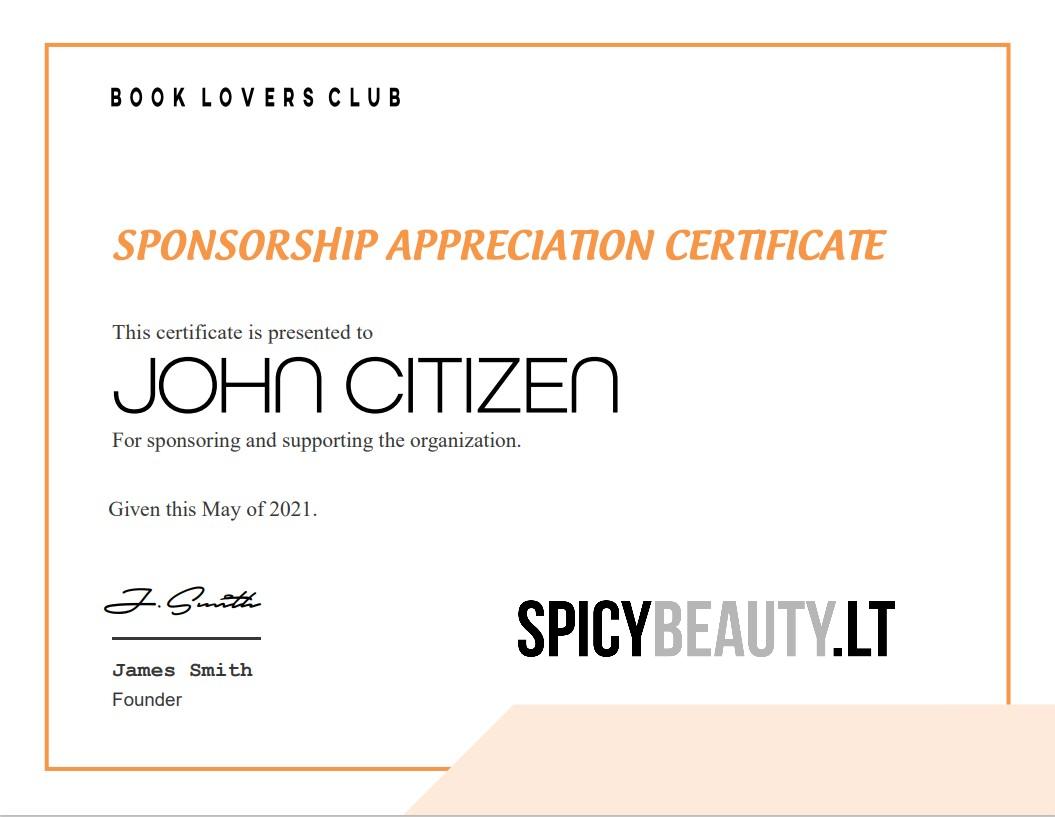 BOOK LOVERS CLUB
SPONSORSHIP APPRECIATION CERTIFICATE
This certificate is presented to
JOHN CITIZEN
For sponsoring and supporting the organization.
Given this May of 2021.
J. Smith
James Smith
Founder
SPICYBEAUTY.LT